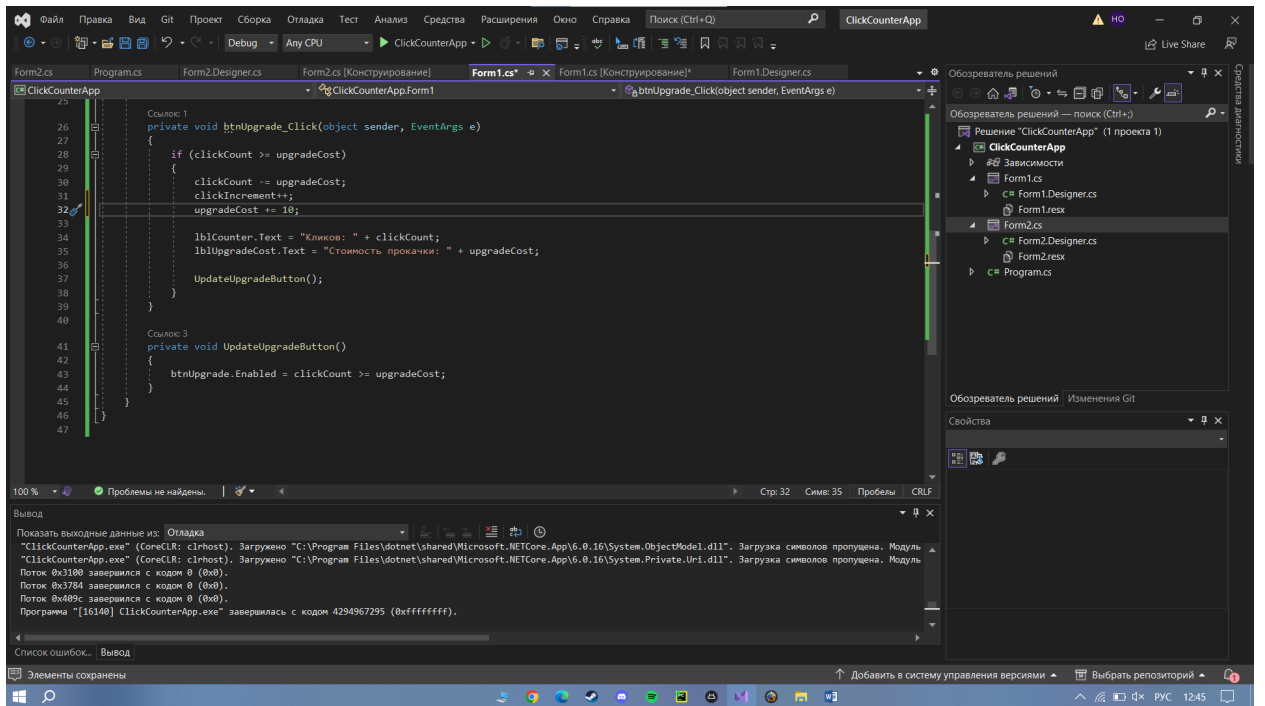 Файл Правка Вид Git Проект Сборка Отладка Тест Анализ Средства Расширения Окно Справка Поиск (Ctrl+Q) ClickCounterApp НО
Debug Any CPU ClickCounterApp Live Share
Form2.cs Program.cs Form2.Designer.cs Form2.cs [Конструирование] Form1.cs* Form1.cs [Конструирование]* Form1.Designer.cs
ClickCounterApp ClickCounterApp.Form1 btnUpgrade_Click(object sender, EventArgs e)
25
Ссылок: 1
26 private void btnUpgrade_Click(object sender, EventArgs e)
27 {
28 if (clickCount >= upgradeCost)
29 {
30 clickCount -= upgradeCost;
31 clickIncrement++;
32 upgradeCost += 10;
33
34 lblCounter.Text = "Кликов: " + clickCount;
35 lblUpgradeCost.Text = "Стоимость прокачки: " + upgradeCost;
36
37 UpdateUpgradeButton();
38 }
39 }
40
Ссылок: 3
41 private void UpdateUpgradeButton()
42 {
43 btnUpgrade.Enabled = clickCount >= upgradeCost;
44 }
45 }
46 }
47
100 % Проблемы не найдены. Стр: 32 Симв: 35 Пробелы CRLF
Вывод
Показать выходные данные из: Отладка
"ClickCounterApp.exe" (CoreCLR: clrhost). Загружено "C:\Program Files\dotnet\shared\Microsoft.NETCore.App\6.0.16\System.ObjectModel.dll". Загрузка символов пропущена. Модуль
"ClickCounterApp.exe" (CoreCLR: clrhost). Загружено "C:\Program Files\dotnet\shared\Microsoft.NETCore.App\6.0.16\System.Private.Uri.dll". Загрузка символов пропущена. Модуль
Поток 0x3100 завершился с кодом 0 (0x0).
Поток 0x3784 завершился с кодом 0 (0x0).
Поток 0x409c завершился с кодом 0 (0x0).
Программа "[16140] ClickCounterApp.exe" завершилась с кодом 4294967295 (0xffffffff).
Список ошибок... Вывод
Обозреватель решений
Обозреватель решений — поиск (Ctrl+;)
Решение "ClickCounterApp" (1 проекта 1)
ClickCounterApp
Зависимости
Form1.cs
C# Form1.Designer.cs
Form1.resx
Form2.cs
C# Form2.Designer.cs
Form2.resx
C# Program.cs
Обозреватель решений Изменения Git
Свойства
Средства диагностики
Элементы сохранены Добавить в систему управления версиями Выбрать репозиторий 1
РУС 12:45